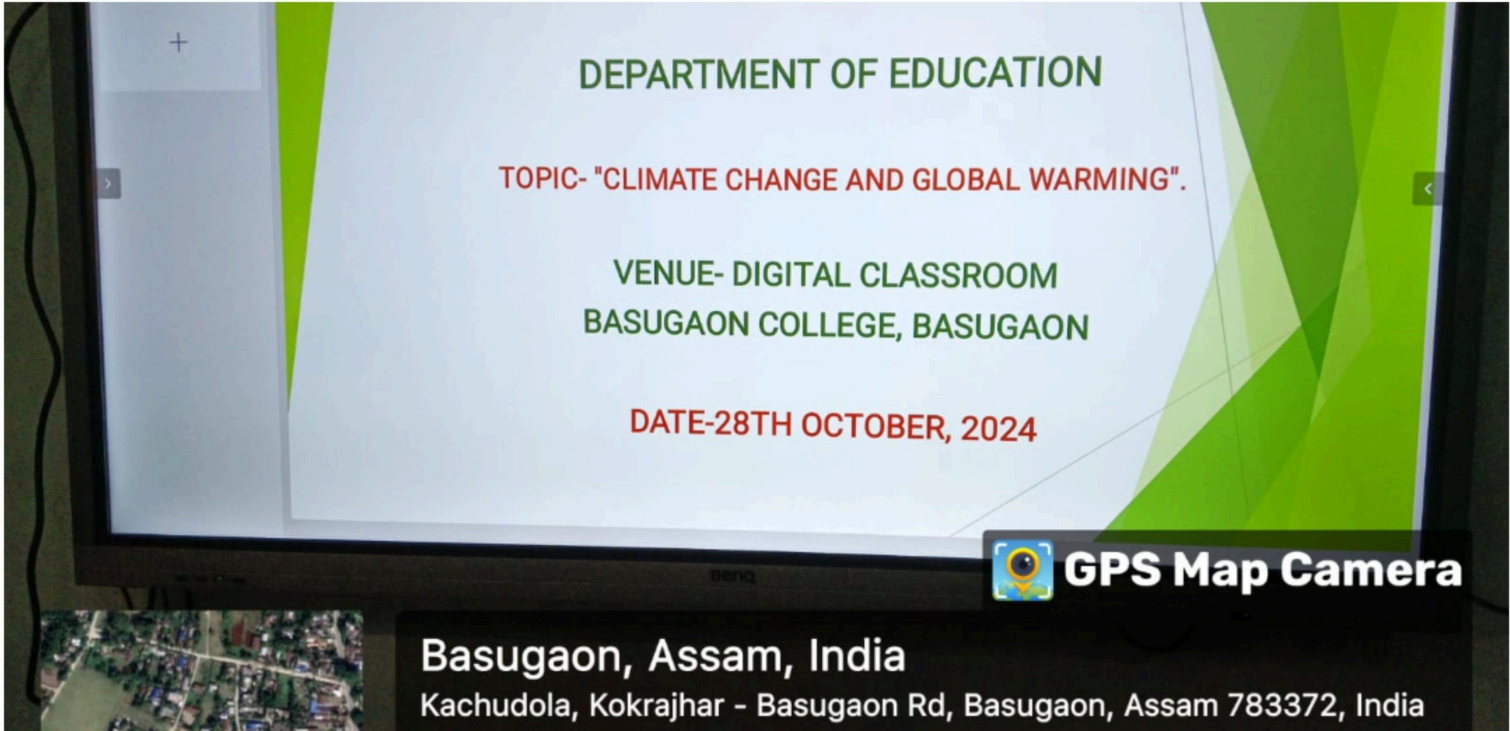 DEPARTMENT OF EDUCATION
TOPIC- "CLIMATE CHANGE AND GLOBAL WARMING".
VENUE- DIGITAL CLASSROOM
BASUGAON COLLEGE, BASUGAON
DATE-28TH OCTOBER, 2024
BenQ
GPS Map Camera
Basugaon, Assam, India
Kachudola, Kokrajhar - Basugaon Rd, Basugaon, Assam 783372, India